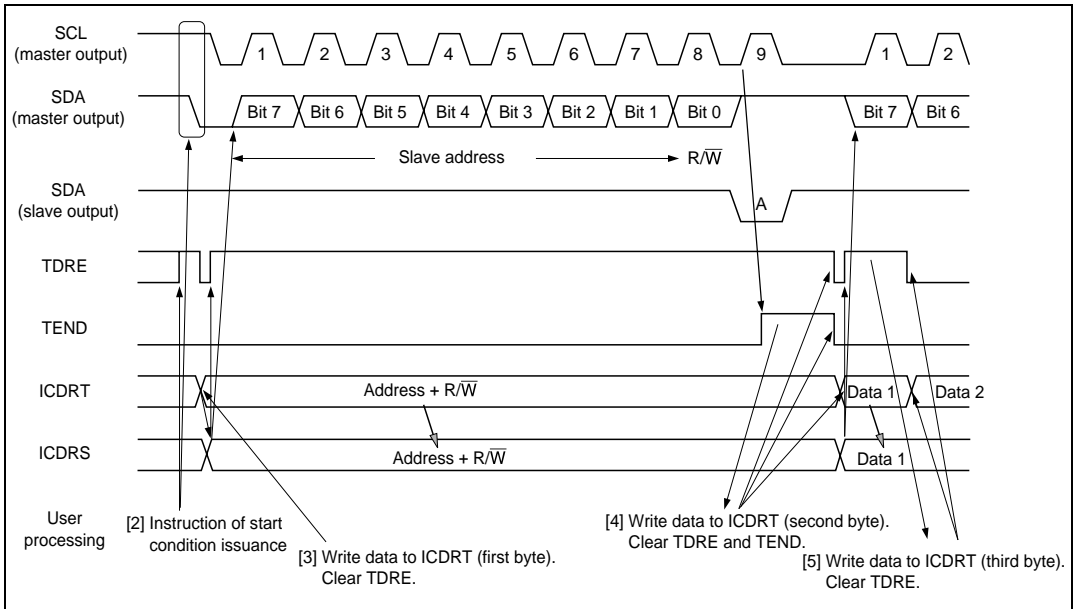 SCL
(master output)
1 2 3 4 5 6 7 8 9 1 2
SDA
(master output)
Bit 7 Bit 6 Bit 5 Bit 4 Bit 3 Bit 2 Bit 1 Bit 0 Bit 7 Bit 6
Slave address R/W̅
SDA
(slave output)
A
TDRE
TEND
ICDRT
Address + R/W̅ Data 1 Data 2
ICDRS
Address + R/W̅ Data 1
User
processing
[2] Instruction of start
condition issuance
[3] Write data to ICDRT (first byte).
Clear TDRE.
[4] Write data to ICDRT (second byte).
Clear TDRE and TEND.
[5] Write data to ICDRT (third byte).
Clear TDRE.